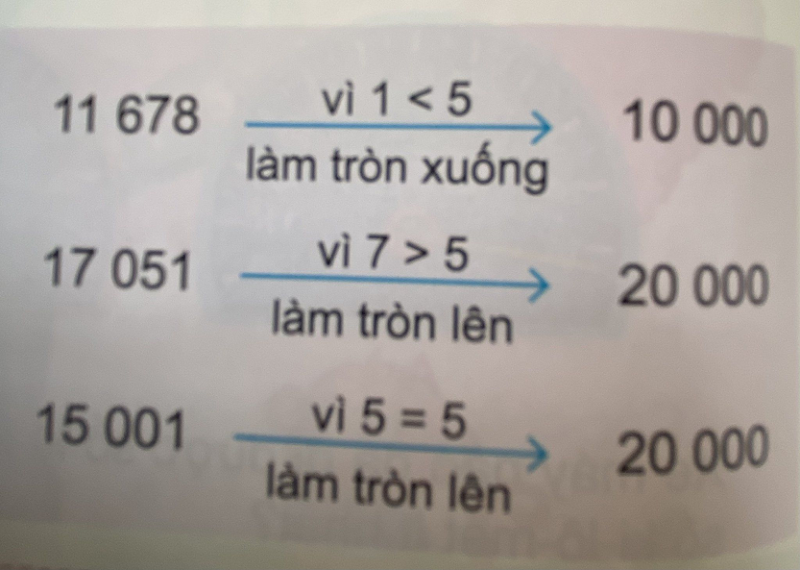 11 678 vì 1 < 5 10 000
làm tròn xuống
17 051 vì 7 > 5 20 000
làm tròn lên
15 001 vì 5 = 5 20 000
làm tròn lên